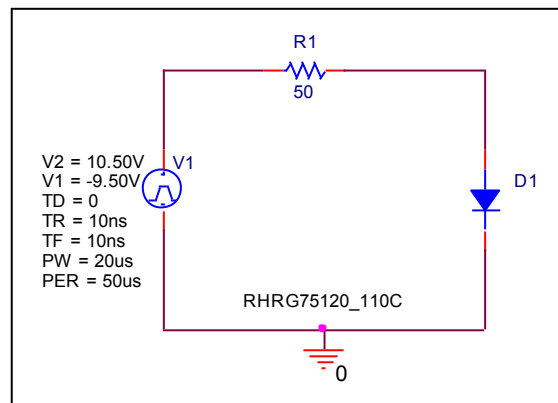 R1
50
V2 = 10.50V
V1 = -9.50V
TD = 0
TR = 10ns
TF = 10ns
PW = 20us
PER = 50us
V1
D1
RHRG75120_110C
0